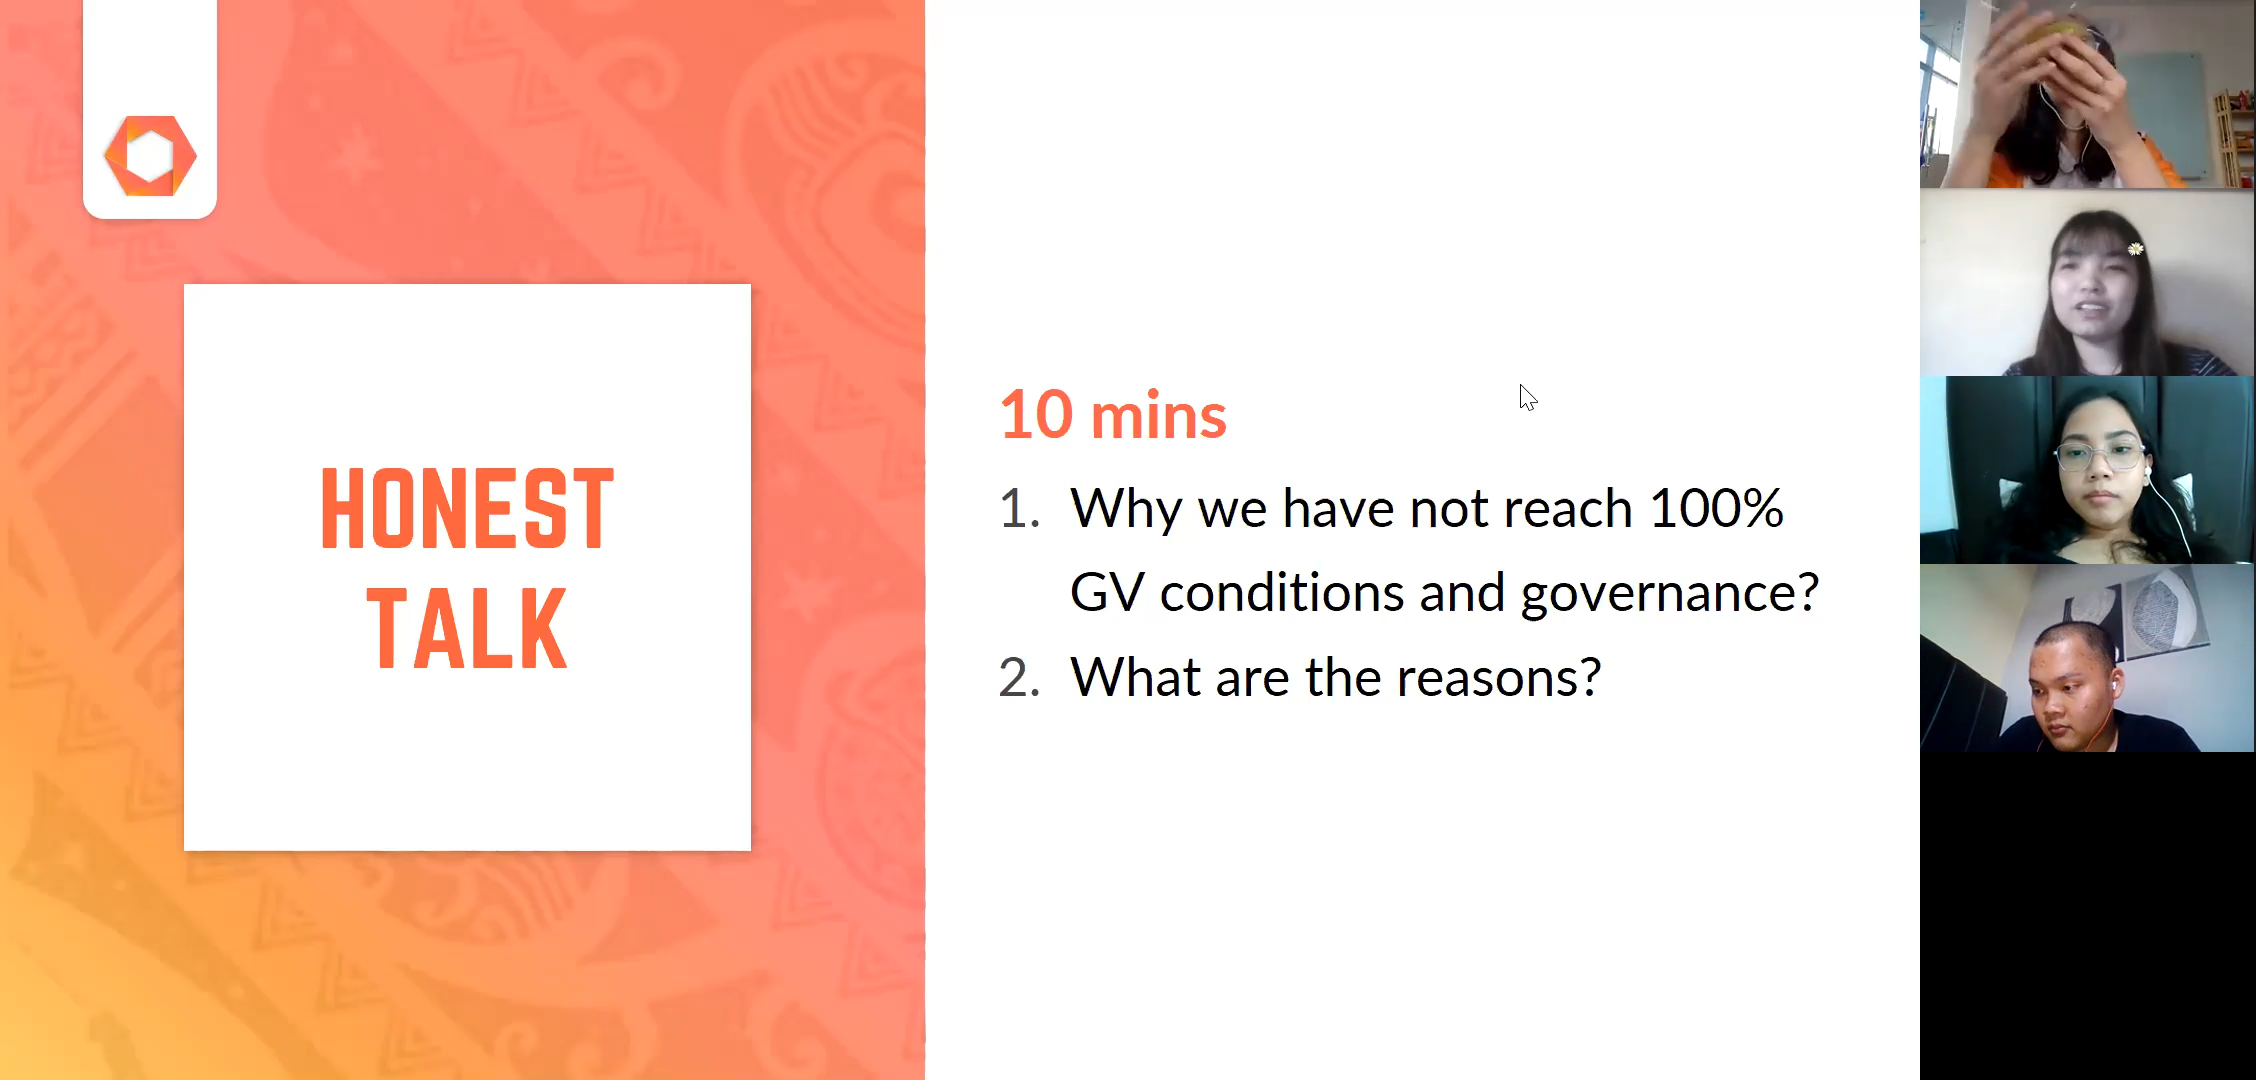 HONEST
TALK
10 mins
1. Why we have not reach 100%
GV conditions and governance?
2. What are the reasons?